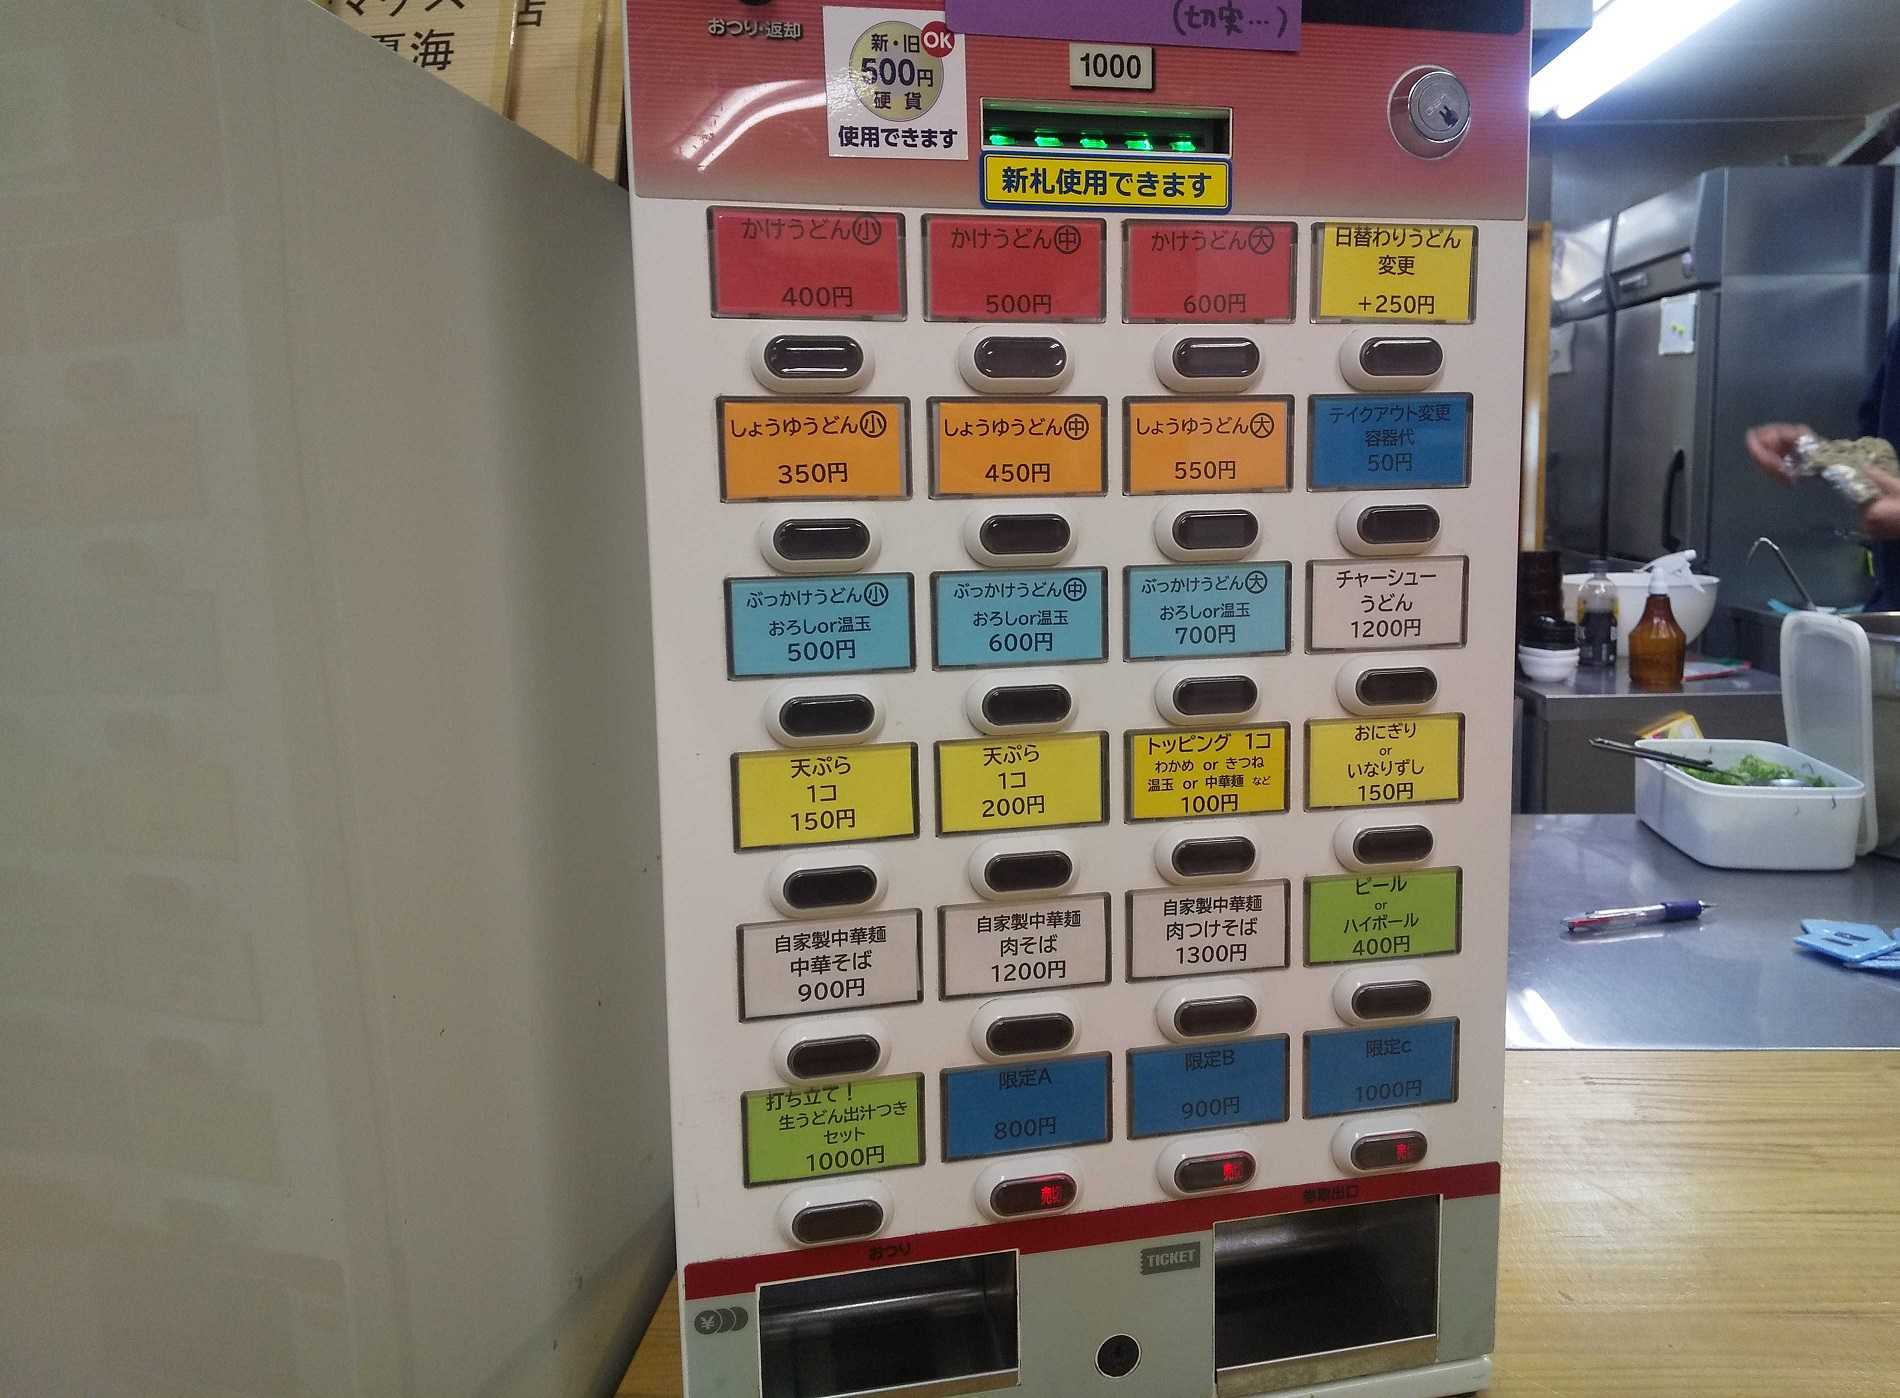 店
夏海
おつり・返却
新・旧OK
500円
硬貨
使用できます
(切実…)
1000
新札使用できます
かけうどん㊥小
400円
かけうどん㊥
500円
かけうどん大
600円
日替わりうどん
変更
+250円
しょうゆうどん小
350円
しょうゆうどん㊥
450円
しょうゆうどん大
550円
テイクアウト変更
容器代
50円
ぶっかけうどん小
おろしor温玉
500円
ぶっかけうどん㊥
おろしor温玉
600円
ぶっかけうどん大
おろしor温玉
700円
チャーシュー
うどん
1200円
天ぷら
1コ
150円
天ぷら
1コ
200円
トッピング 1コ
わかめ or きつね
温玉 or 中華麺 など
100円
おにぎり
or
いなりずし
150円
自家製中華麺
中華そば
900円
自家製中華麺
肉そば
1200円
自家製中華麺
肉つけそば
1300円
ビール
or
ハイボール
400円
打ち立て！
生うどん出汁つき
セット
1000円
限定A
800円
限定B
900円
限定c
1000円
売切
売切
売切
おつり
券取出口
TICKET
¥